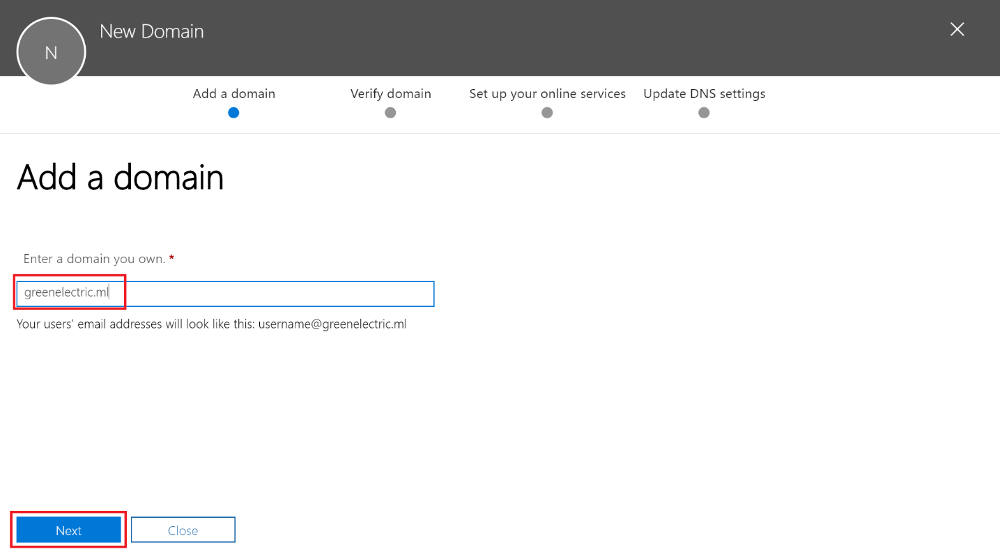 New Domain
N
Add a domain
Verify domain
Set up your online services
Update DNS settings
Add a domain
Enter a domain you own. *
greenelectric.ml
Your users' email addresses will look like this: username@greenelectric.ml
Next
Close